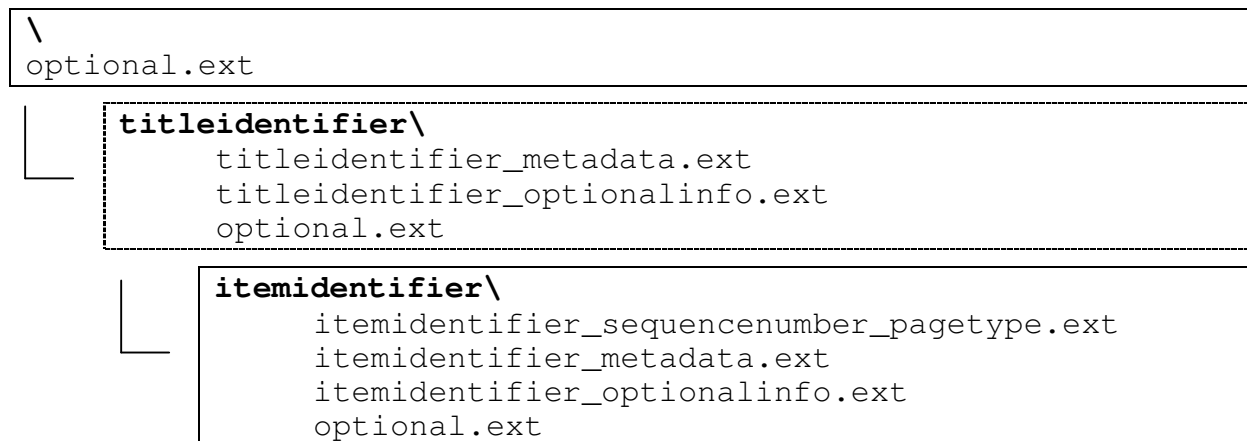 \
optional.ext
titleidentifier\
titleidentifier_metadata.ext
titleidentifier_optionalinfo.ext
optional.ext
itemidentifier\
itemidentifier_sequencenumber_pagetype.ext
itemidentifier_metadata.ext
itemidentifier_optionalinfo.ext
optional.ext